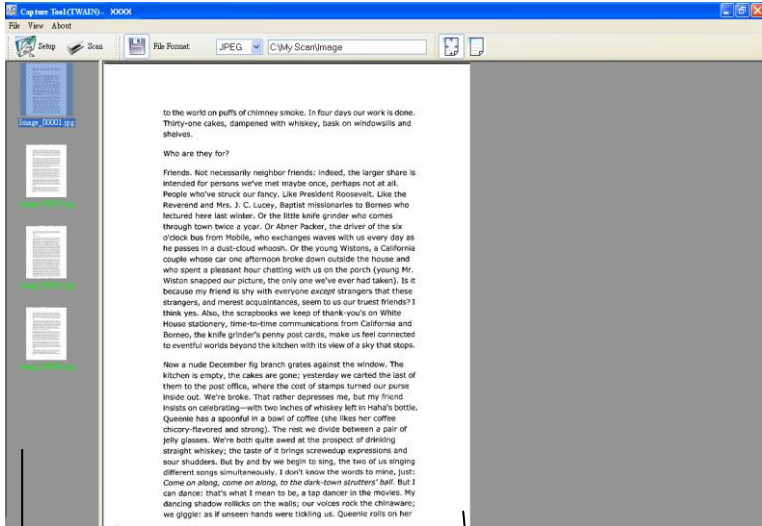 Capture Tool(TWAIN) - XXXX
File View About
Setup Scan File Format: JPEG C:\My Scan\Image
Image_00001.jpg
to the world on puffs of chimney smoke. In four days our work is done.
Thirty-one cakes, dampened with whiskey, bask on windowsills and
shelves.
Who are they for?
Friends. Not necessarily neighbor friends: indeed, the larger share is
intended for persons we've met maybe once, perhaps not at all.
People who've struck our fancy. Like President Roosevelt. Like the
Reverend and Mrs. J. C. Lucey, Baptist missionaries to Borneo who
lectured here last winter. Or the little knife grinder who comes
through town twice a year. Or Abner Packer, the driver of the six
o'clock bus from Mobile, who exchanges waves with us every day as
he passes in a dust-cloud whoosh. Or the young Wistons, a California
couple whose car one afternoon broke down outside the house and
who spent a pleasant hour chatting with us on the porch (young Mr.
Wiston snapped our picture, the only one we've ever had taken). Is it
because my friend is shy with everyone except strangers that these
strangers, and merest acquaintances, seem to us our truest friends? I
think yes. Also, the scrapbooks we keep of thank-you's on White
House stationery, time-to-time communications from California and
Borneo, the knife grinder's penny post cards, make us feel connected
to eventful worlds beyond the kitchen with its view of a sky that stops.
Now a nude December fig branch grates against the window. The
kitchen is empty, the cakes are gone; yesterday we carted the last of
them to the post office, where the cost of stamps turned our purse
inside out. We're broke. That rather depresses me, but my friend
insists on celebrating—with two inches of whiskey left in Haha's bottle.
Queenie has a spoonful in a bowl of coffee (she likes her coffee
chicory-flavored and strong). The rest we divide between a pair of
jelly glasses. We're both quite awed at the prospect of drinking
straight whiskey; the taste of it brings screwedup expressions and
sour shudders. But by and by we begin to sing, the two of us singing
different songs simultaneously. I don't know the words to mine, just:
Come on along, come on along, to the dark-town strutters' ball. But I
can dance: that's what I mean to be, a tap dancer in the movies. My
dancing shadow rollicks on the walls; our voices rock the chinaware;
we giggle: as if unseen hands were tickling us. Queenie rolls on her